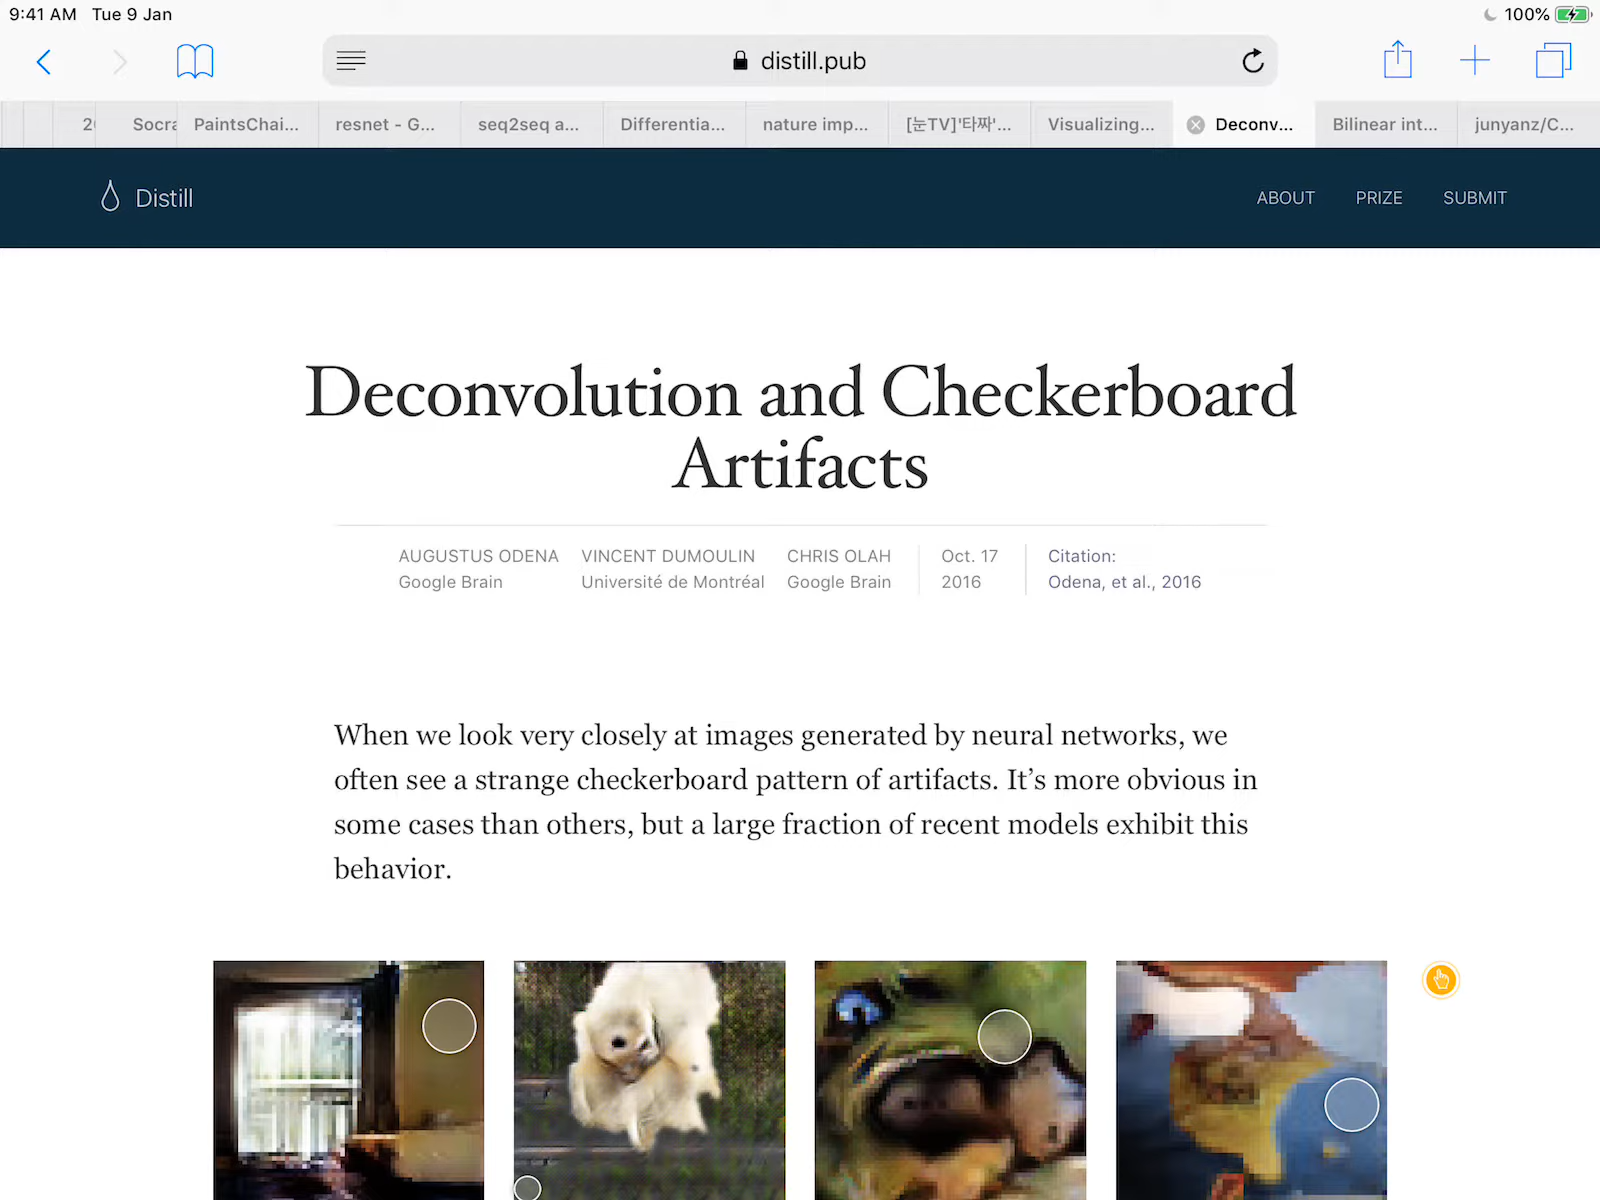 9:41 AM Tue 9 Jan
100%
distill.pub
Socra
PaintsChai...
resnet - G...
seq2seq a...
Differentia...
nature imp...
[눈TV]'타짜'...
Visualizing...
Deconv...
Bilinear int...
junyanz/C...
Distill
ABOUT
PRIZE
SUBMIT
Deconvolution and Checkerboard
Artifacts
AUGUSTUS ODENA
Google Brain
VINCENT DUMOULIN
Université de Montréal
CHRIS OLAH
Google Brain
Oct. 17
2016
Citation:
Odena, et al., 2016
When we look very closely at images generated by neural networks, we
often see a strange checkerboard pattern of artifacts. It’s more obvious in
some cases than others, but a large fraction of recent models exhibit this
behavior.